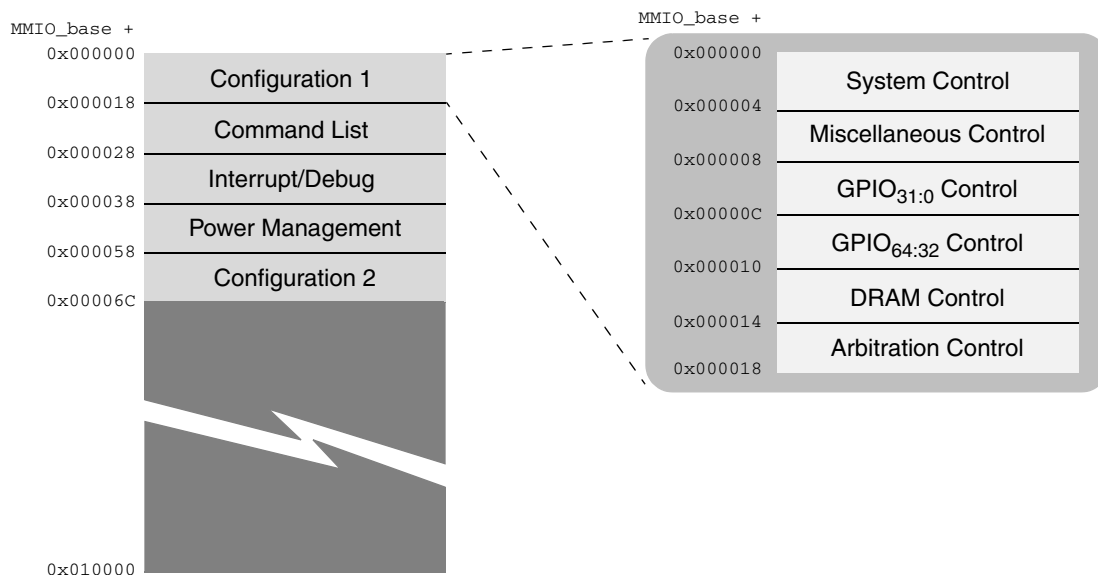 MMIO_base +
0x000000
Configuration 1
0x000018
Command List
0x000028
Interrupt/Debug
0x000038
Power Management
0x000058
Configuration 2
0x00006C
0x010000
MMIO_base +
0x000000
System Control
0x000004
Miscellaneous Control
0x000008
GPIO31:0 Control
0x00000C
GPIO64:32 Control
0x000010
DRAM Control
0x000014
Arbitration Control
0x000018